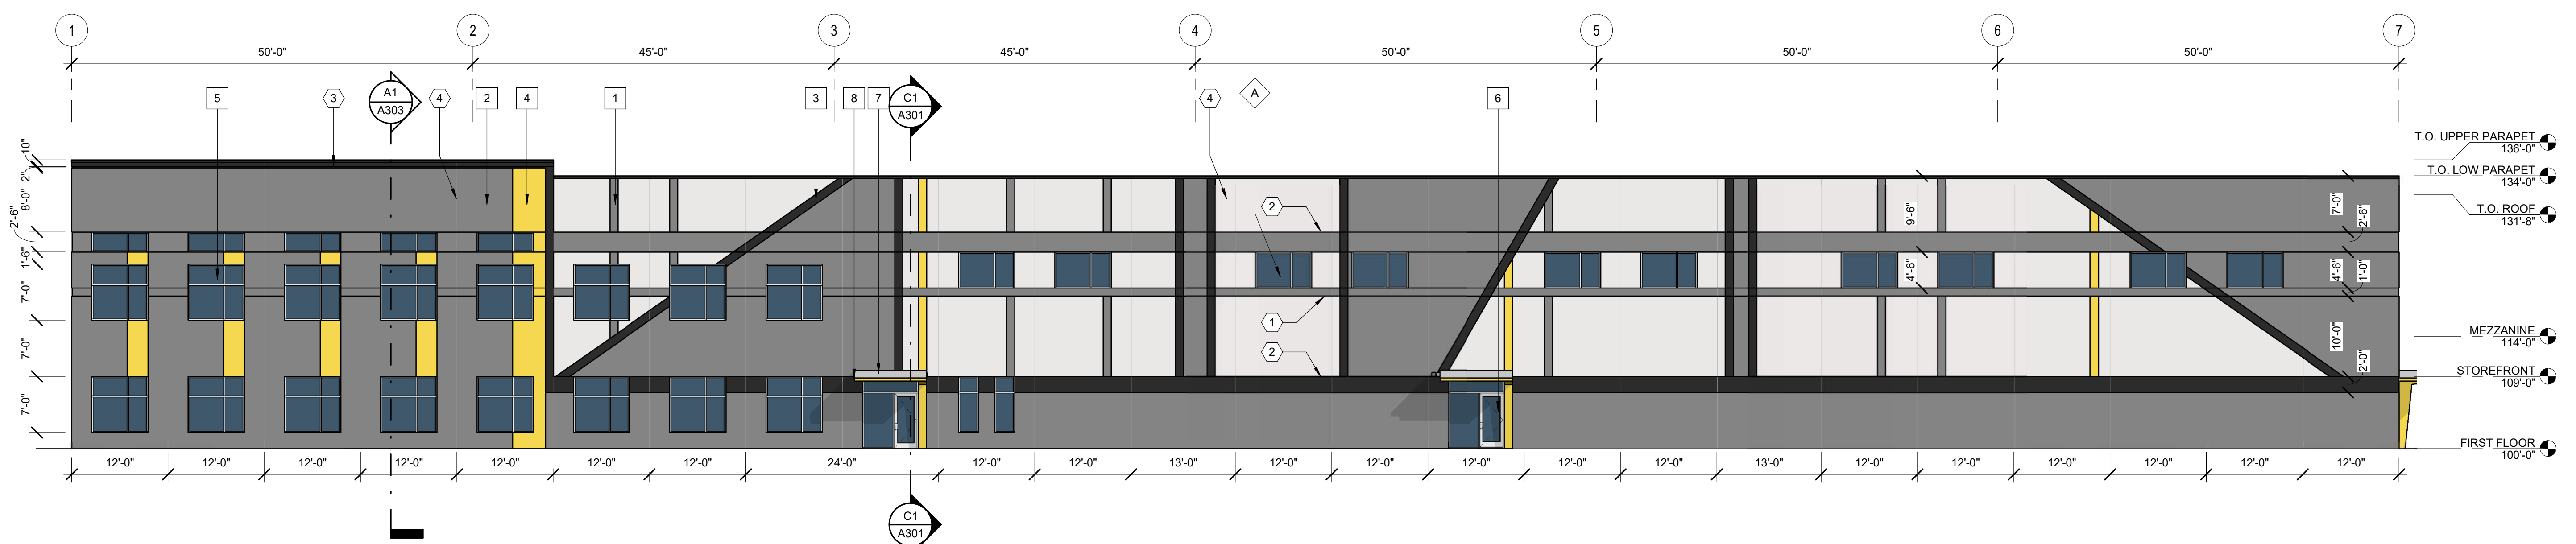 1 2 3 4 5 6 7
50'-0" 45'-0" 45'-0" 50'-0" 50'-0" 50'-0"
5 3 4 2 4 1 3 8 7 4 A 6
A1
A303
C1
A301
10"
2"
8'-0"
2'-6"
1'-6"
7'-0"
7'-0"
7'-0"
2
1
2
9'-6"
4'-6"
7'-0"
2'-6"
4'-6"
1'-0"
10'-0"
2'-0"
T.O. UPPER PARAPET
136'-0"
T.O. LOW PARAPET
134'-0"
T.O. ROOF
131'-8"
MEZZANINE
114'-0"
STOREFRONT
109'-0"
FIRST FLOOR
100'-0"
12'-0" 12'-0" 12'-0" 12'-0" 12'-0" 12'-0" 12'-0" 24'-0" 12'-0" 12'-0" 13'-0" 12'-0" 12'-0" 12'-0" 12'-0" 12'-0" 13'-0" 12'-0" 12'-0" 12'-0" 12'-0" 12'-0" 12'-0"
C1
A301